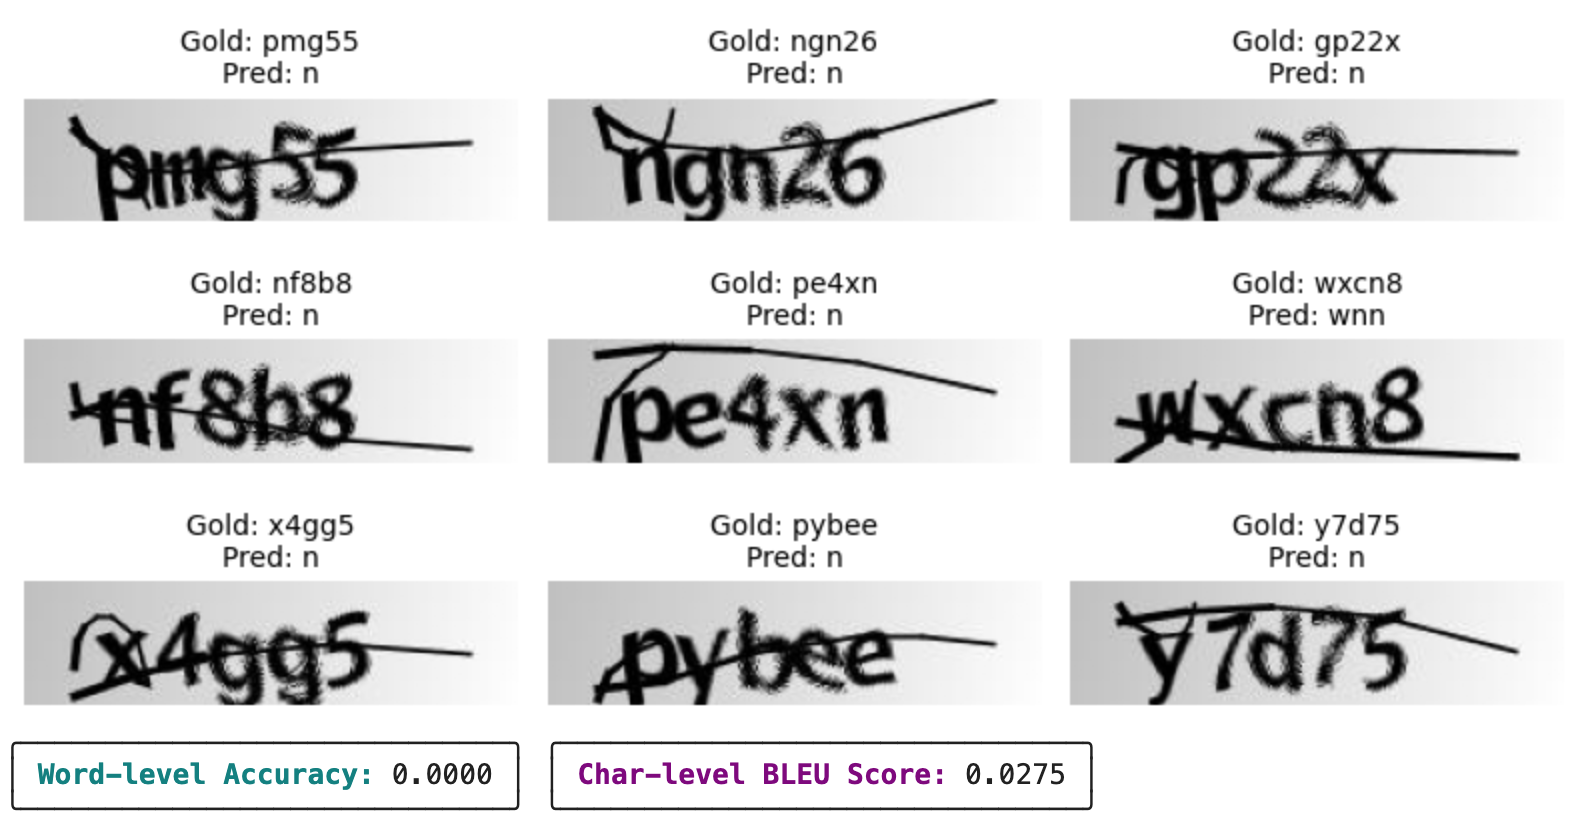 Gold: pmg55 Gold: ngn26 Gold: gp22x
Pred: n Pred: n Pred: n
pmg55 ngn26 gp22x
Gold: nf8b8 Gold: pe4xn Gold: wxcn8
Pred: n Pred: n Pred: wnn
nf8b8 pe4xn wxcn8
Gold: x4gg5 Gold: pybee Gold: y7d75
Pred: n Pred: n Pred: n
x4gg5 pybee y7d75
Word-level Accuracy: 0.0000 Char-level BLEU Score: 0.0275